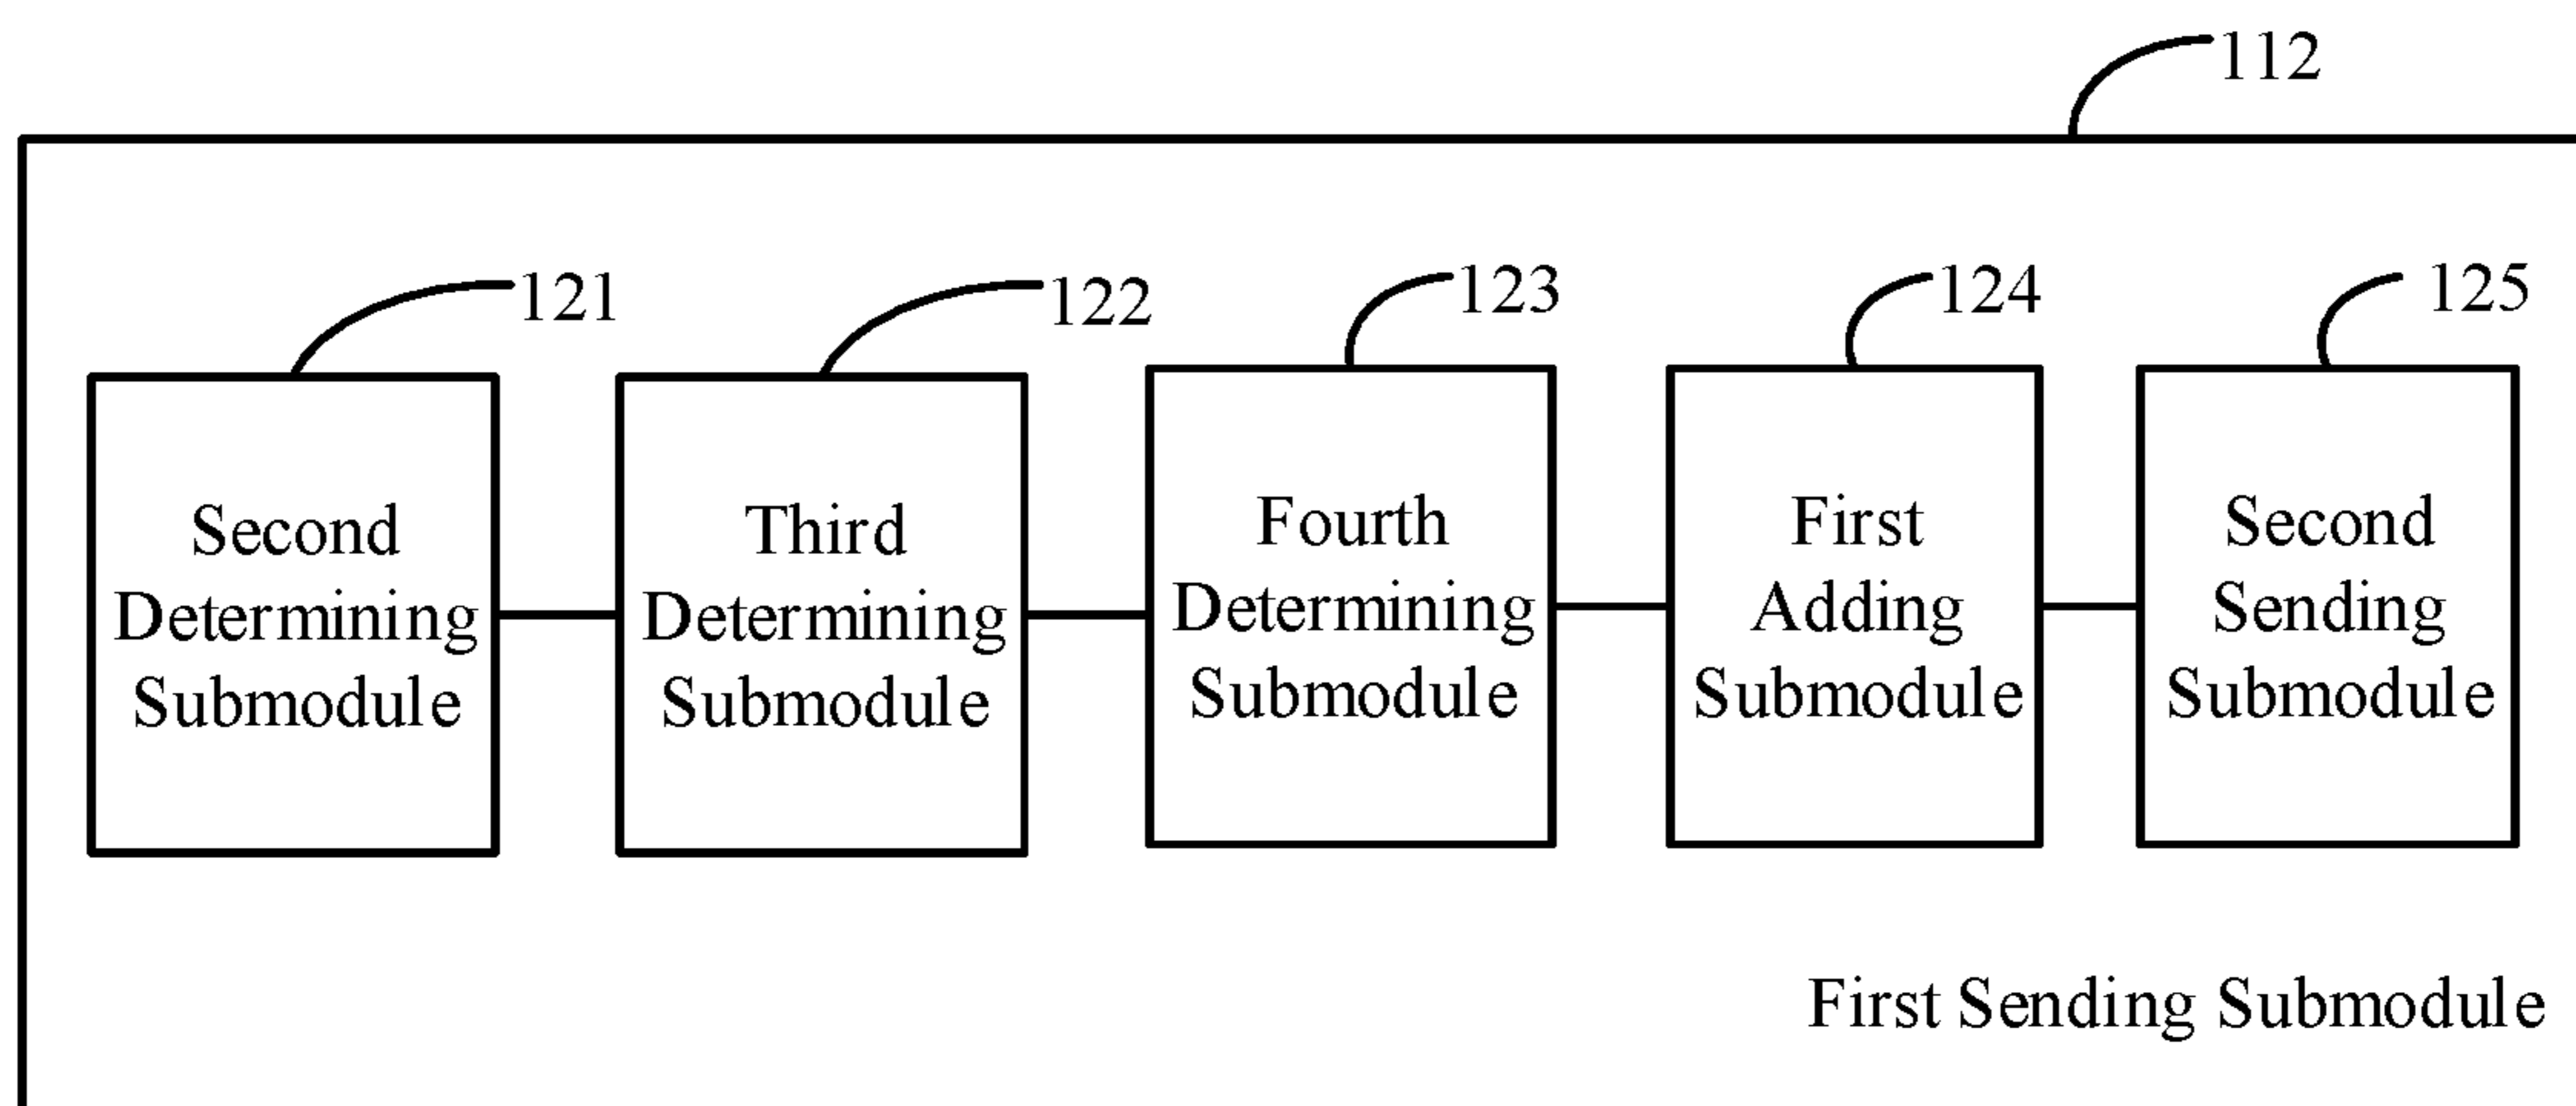 112
121
122
123
124
125
Second
Determining
Submodule
Third
Determining
Submodule
Fourth
Determining
Submodule
First
Adding
Submodule
Second
Sending
Submodule
First Sending Submodule